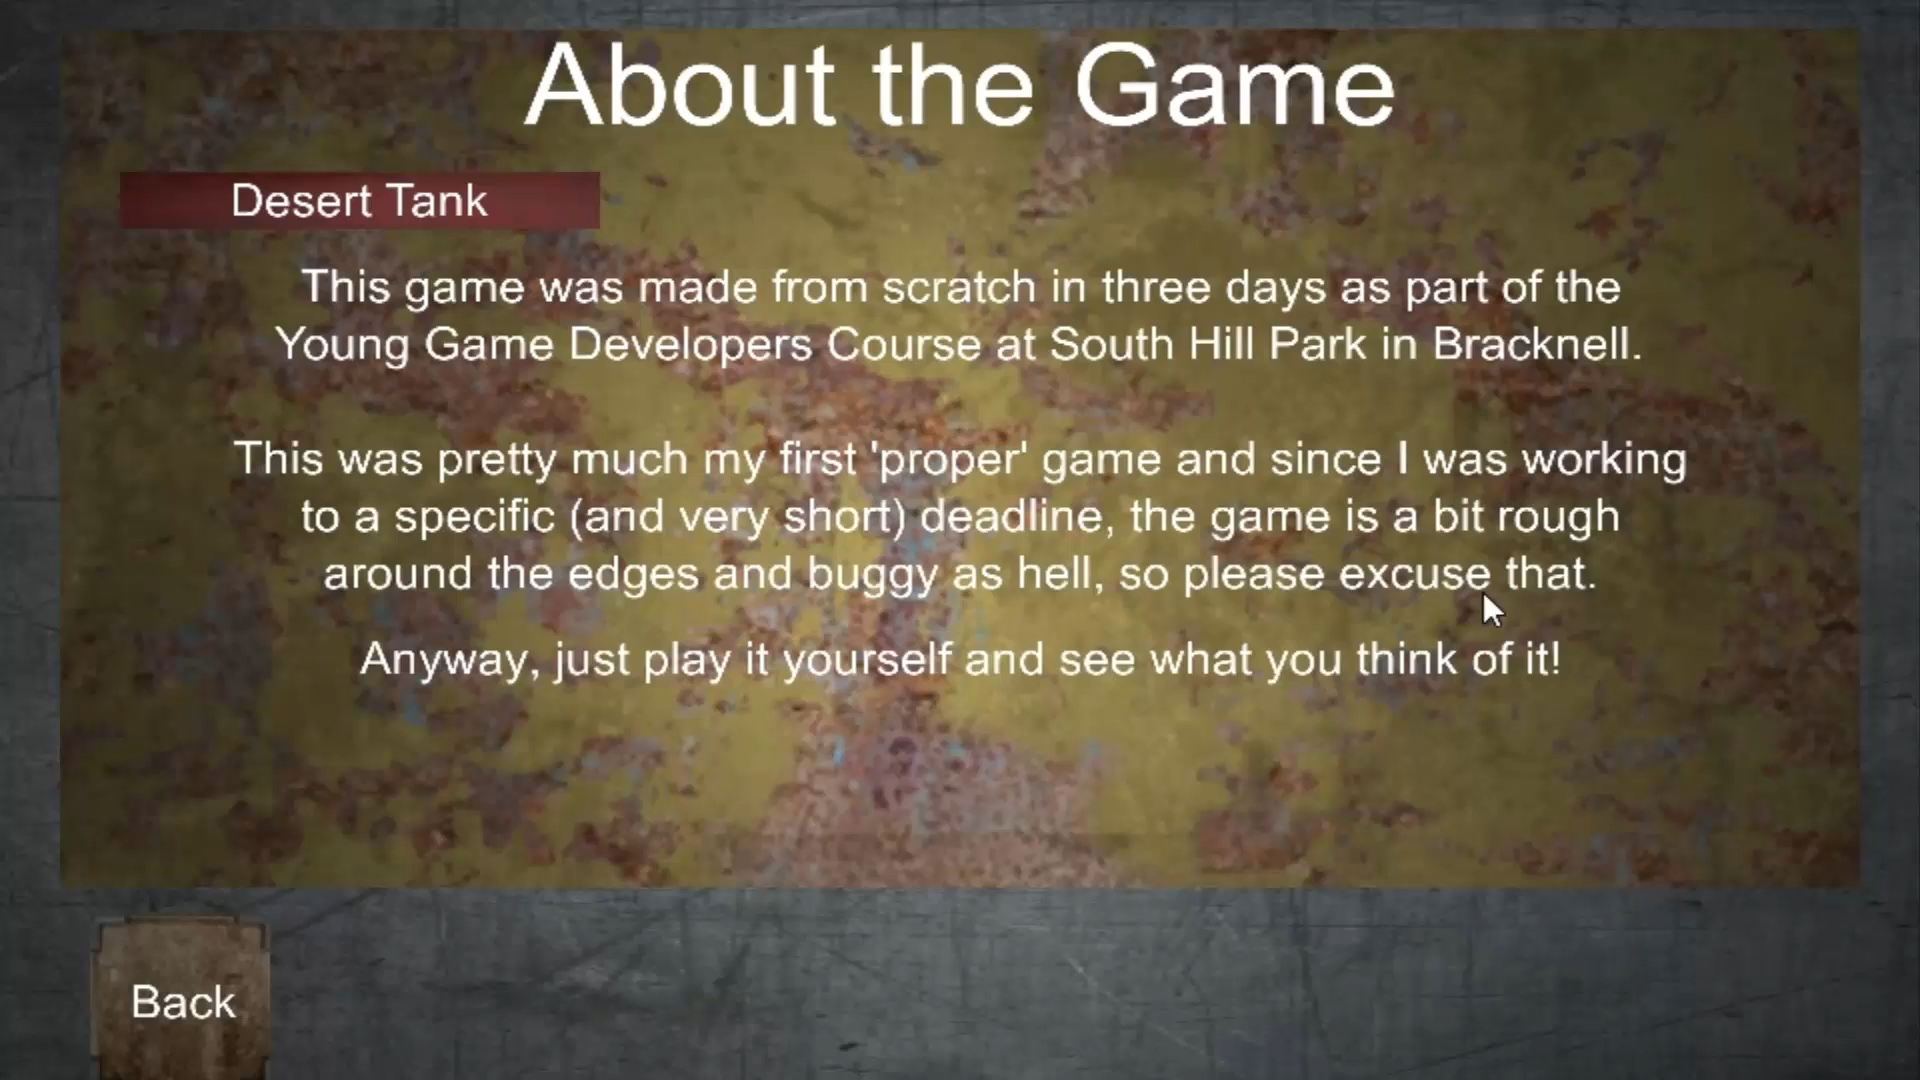 About the Game
Desert Tank
This game was made from scratch in three days as part of the
Young Game Developers Course at South Hill Park in Bracknell.
This was pretty much my first 'proper' game and since I was working
to a specific (and very short) deadline, the game is a bit rough
around the edges and buggy as hell, so please excuse that.
Anyway, just play it yourself and see what you think of it!
Back